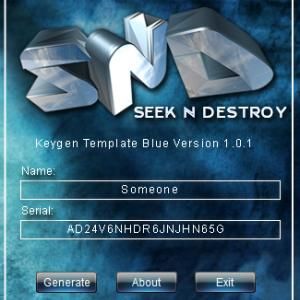 SND
SEEK N DESTROY
Keygen Template Blue Version 1.0.1
Name:
Someone
Serial:
AD24V6NHDR6JNJHN65G
Generate About Exit